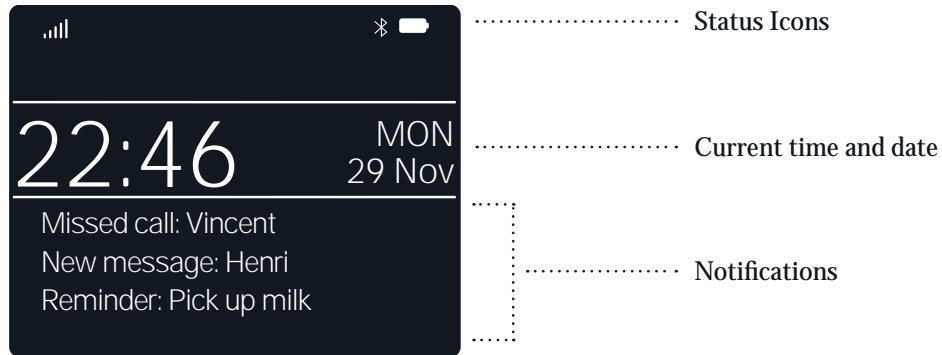 Status Icons
22:46
MON
29 Nov
Current time and date
Missed call: Vincent
New message: Henri
Reminder: Pick up milk
Notifications